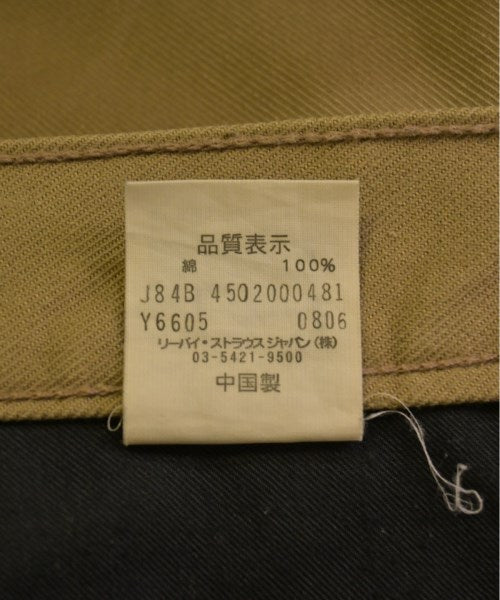 品質表示
綿 100%
J84B 4502000481
Y6605 0806
リーバイ・ストラウス ジャパン(株)
03-5421-9500
中国製